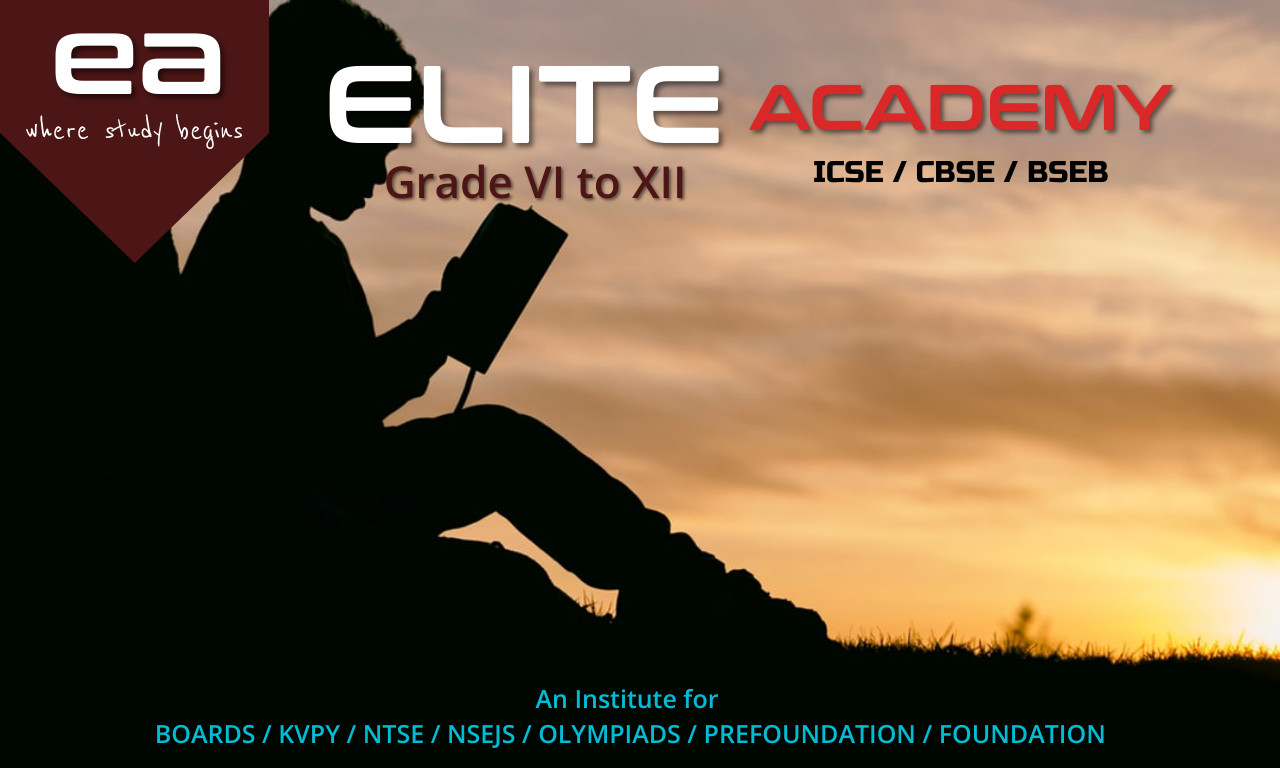 ea
where study begins
ELITE ACADEMY
Grade VI to XII
ICSE / CBSE / BSEB
An Institute for
BOARDS / KVPY / NTSE / NSEJS / OLYMPIADS / PREFOUNDATION / FOUNDATION